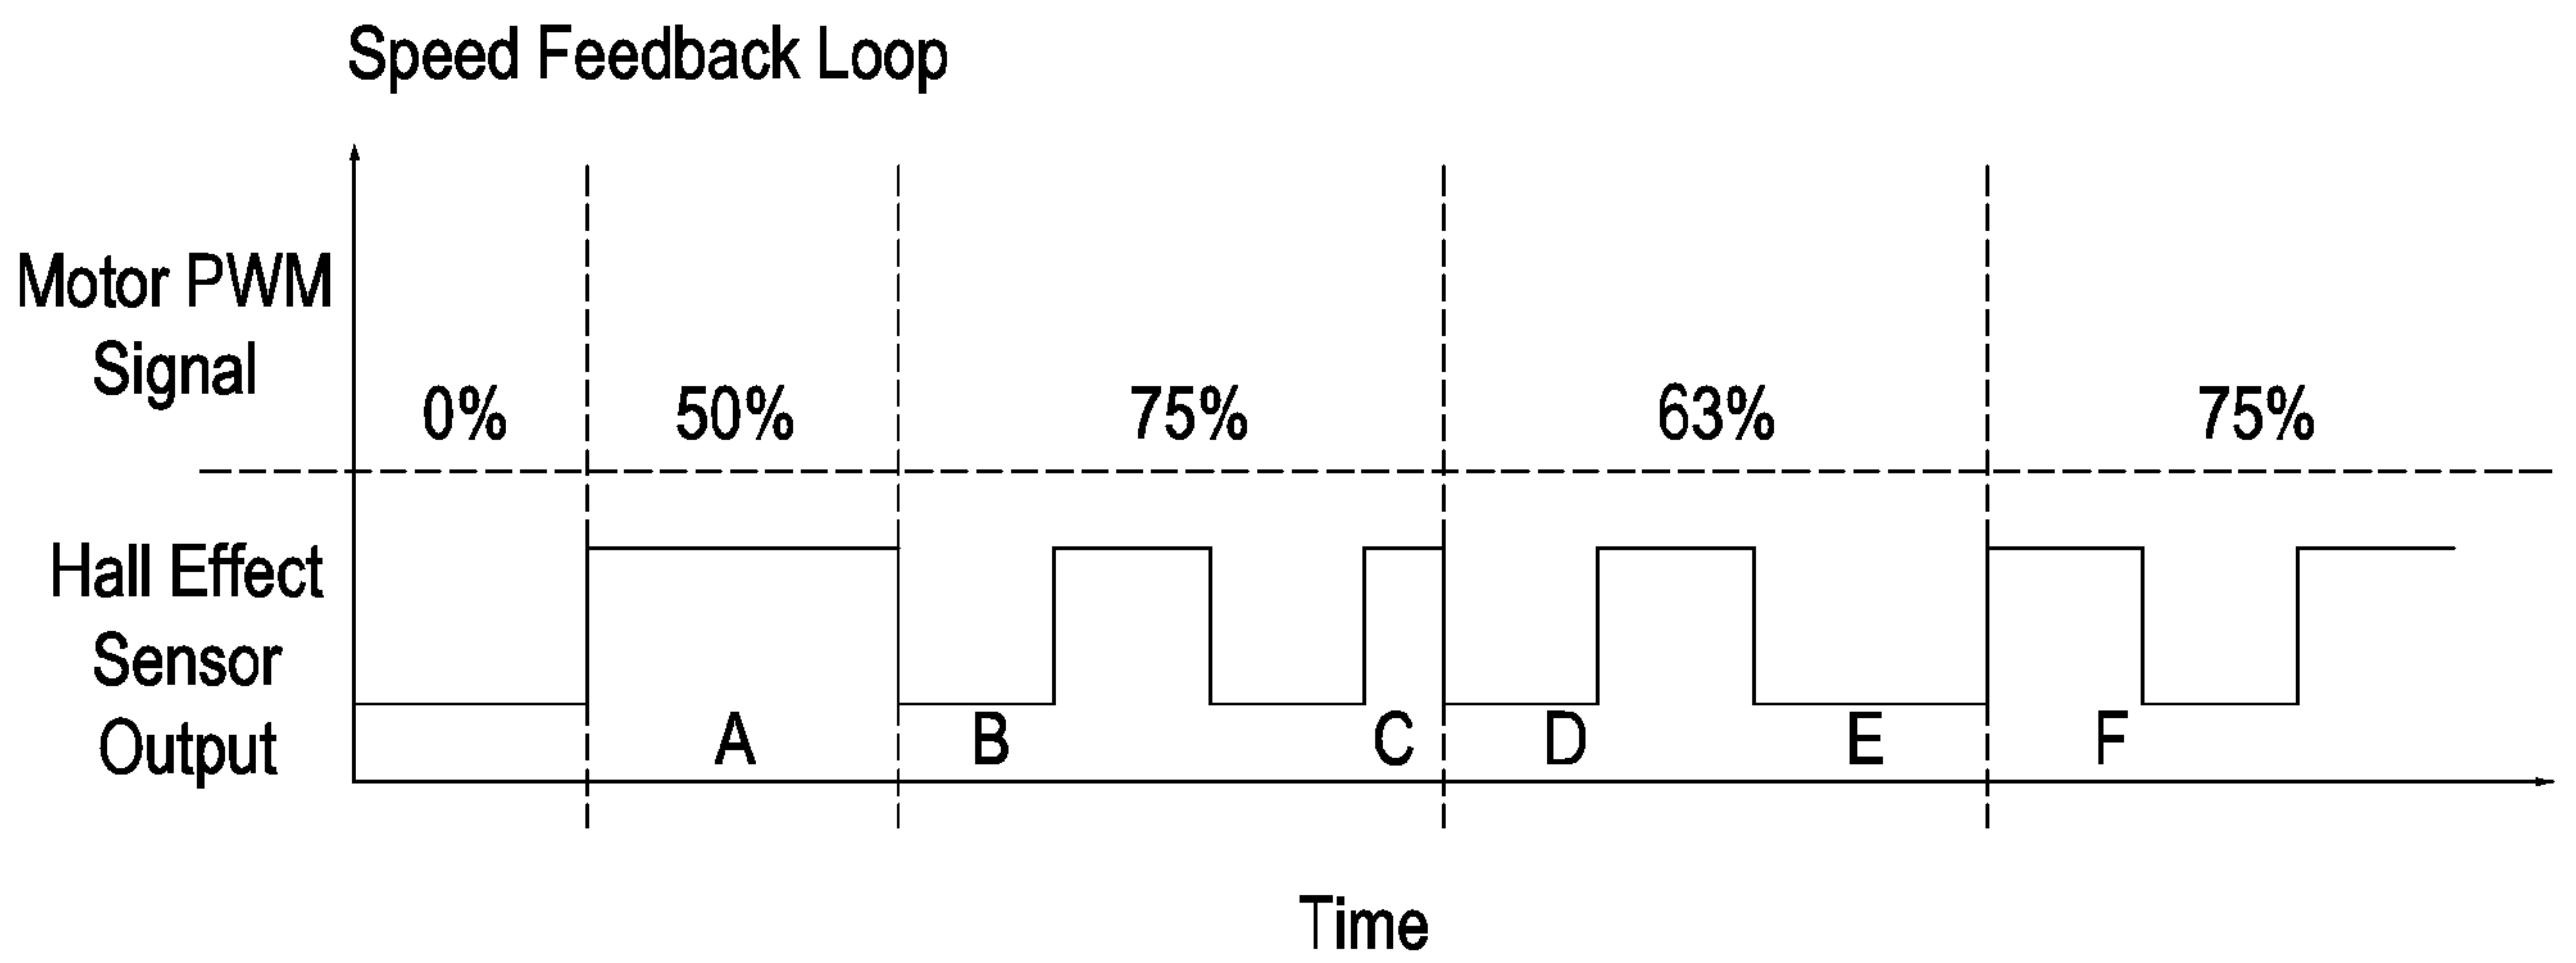 Speed Feedback Loop
Motor PWM
Signal
0% 50% 75% 63% 75%
Hall Effect
Sensor
Output
A B C D E F
Time